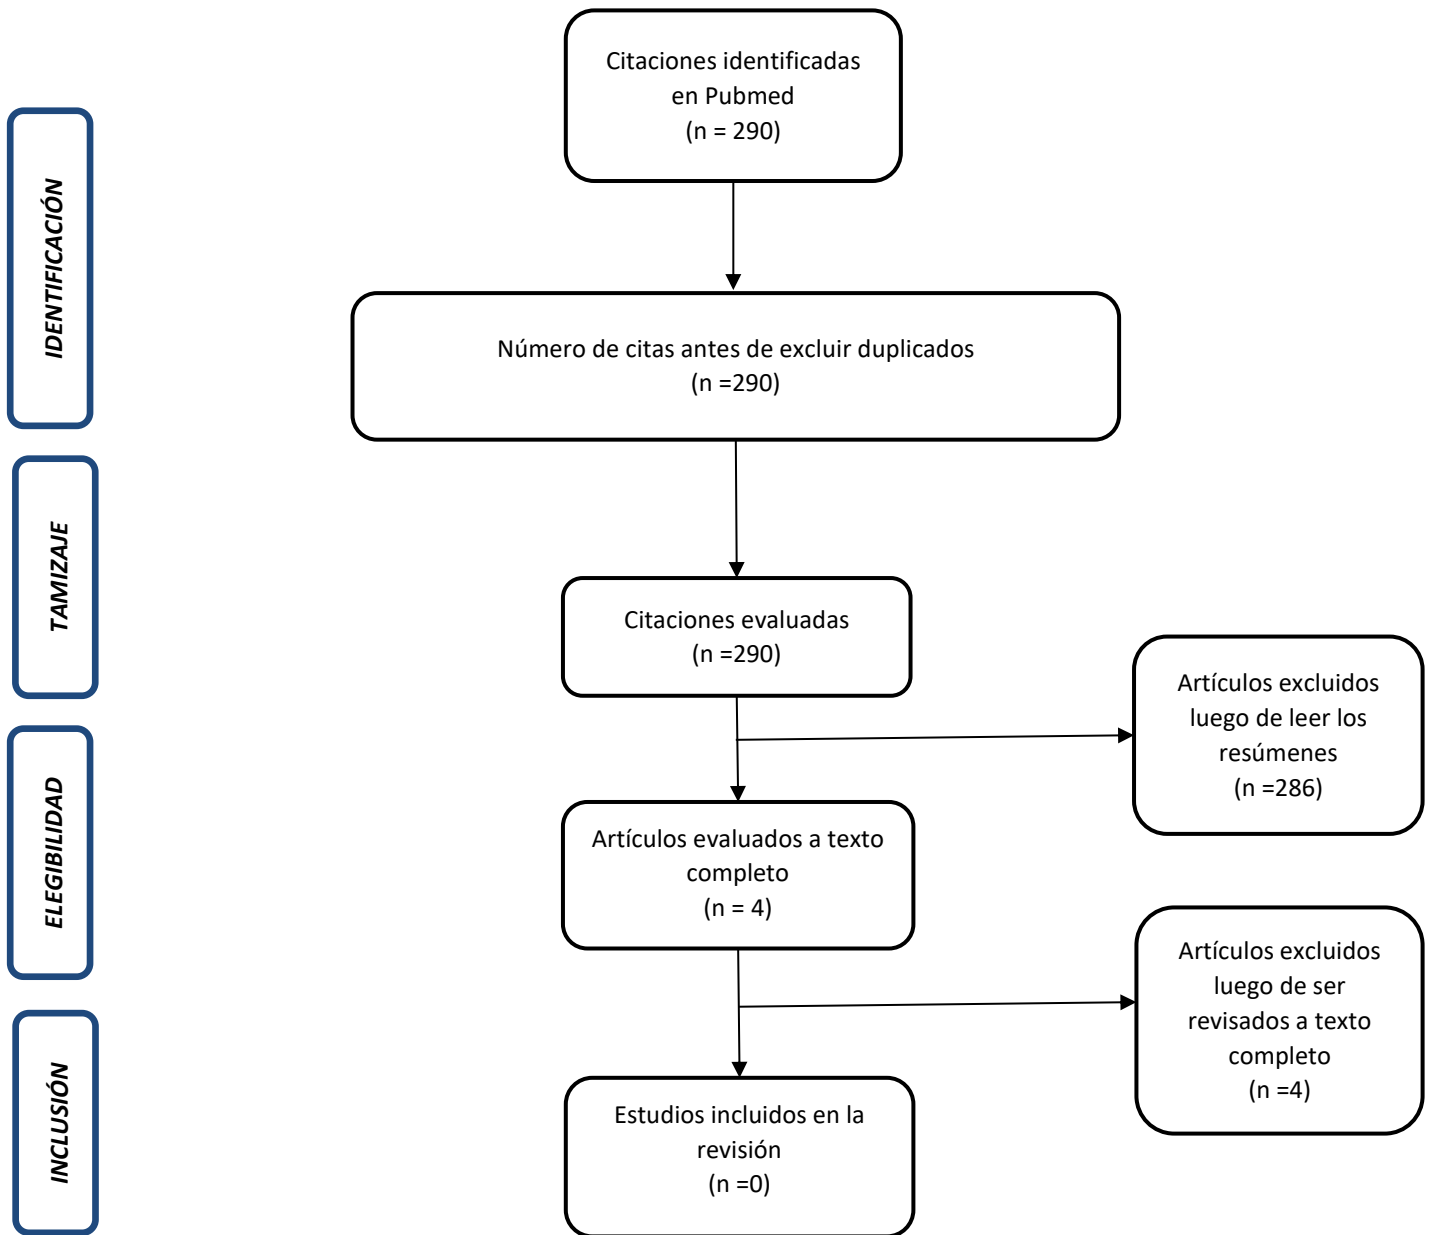 Citaciones identificadas
en Pubmed
(n = 290)
IDENTIFICACIÓN
Número de citas antes de excluir duplicados
(n =290)
TAMIZAJE
Citaciones evaluadas
(n =290)
Artículos excluidos
luego de leer los
resúmenes
(n =286)
ELEGIBILIDAD
Artículos evaluados a texto
completo
(n = 4)
Artículos excluidos
luego de ser
revisados a texto
completo
(n =4)
INCLUSIÓN
Estudios incluidos en la
revisión
(n =0)